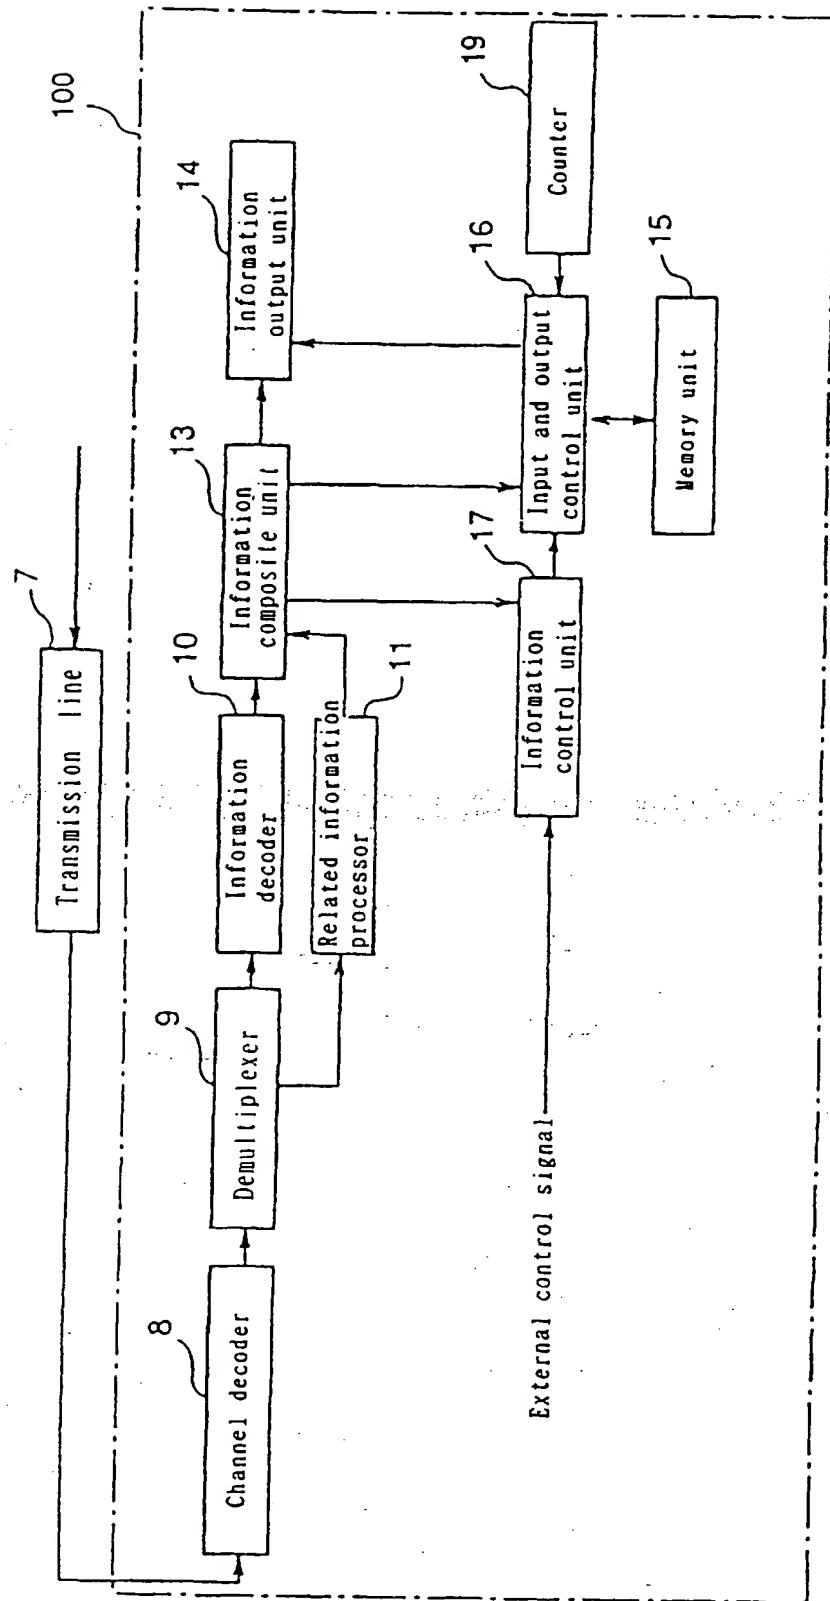 7
Transmission line
100
8
Channel decoder
9
Demultiplexer
10
Information
decoder
11
Related information
processor
13
Information
composite unit
14
Information
output unit
External control signal
17
Information
control unit
16
Input and output
control unit
19
Counter
15
Memory unit